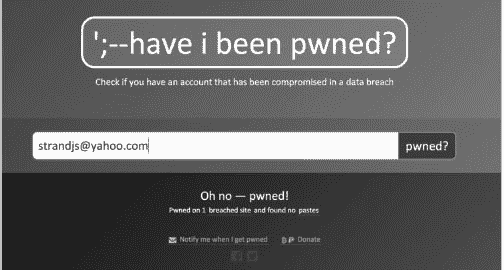 ';--have i been pwned?
Check if you have an account that has been compromised in a data breach
strandjs@yahoo.com pwned?
Oh no — pwned!
Pwned on 1 breached site and found no pastes
Notify me when I get pwned Donate